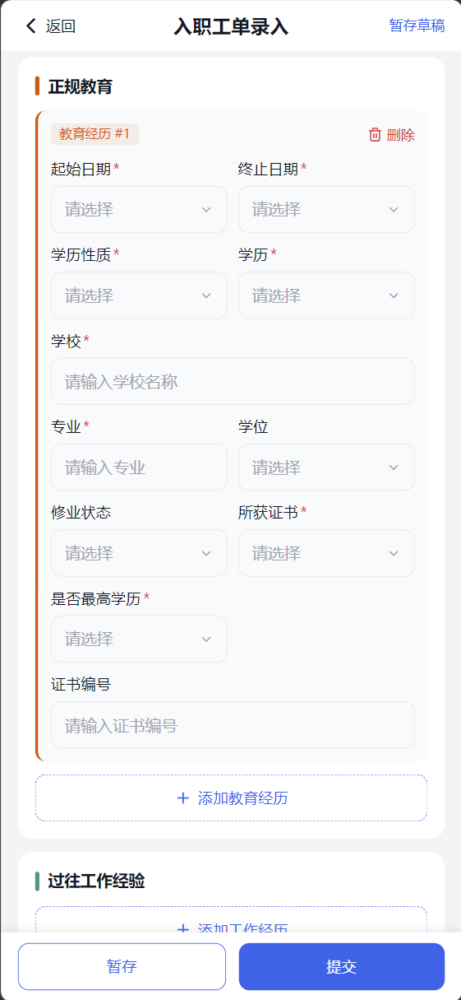 返回 入职工单录入 暂存草稿
正规教育
教育经历 #1 删除
起始日期* 终止日期*
请选择 请选择
学历性质* 学历*
请选择 请选择
学校*
请输入学校名称
专业* 学位
请输入专业 请选择
修业状态 所获证书*
请选择 请选择
是否最高学历*
请选择
证书编号
请输入证书编号
+ 添加教育经历
过往工作经验
+ 添加工作经历
暂存 提交